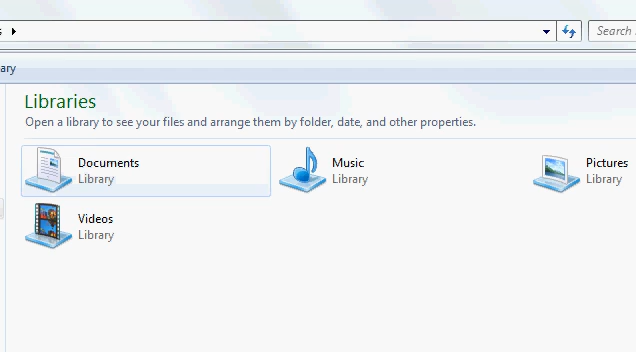 Search
Libraries
Open a library to see your files and arrange them by folder, date, and other properties.
Documents
Library
Music
Library
Pictures
Library
Videos
Library